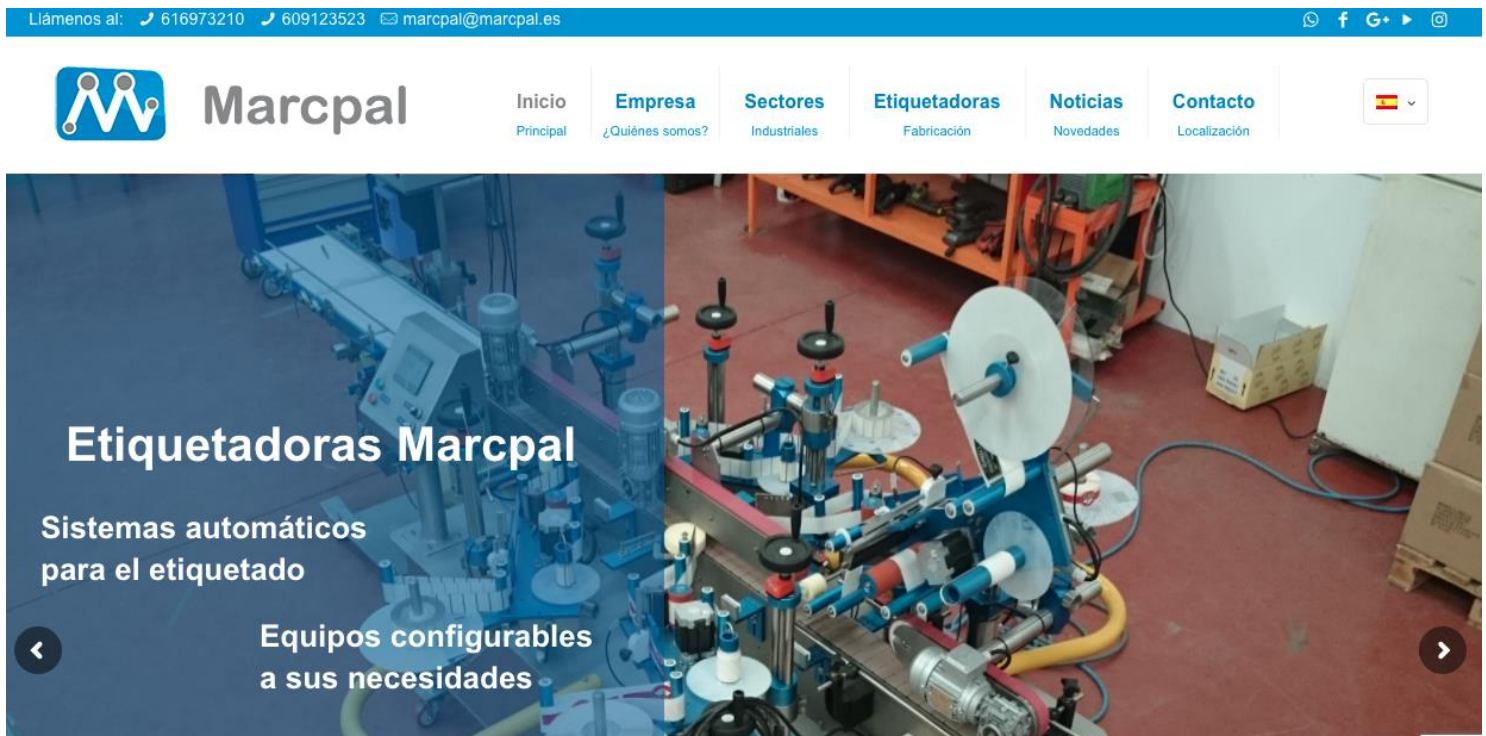 Llámenos al: 616973210 609123523 marcpal@marcpal.es
Marcpal
Inicio Empresa Sectores Etiquetadoras Noticias Contacto
Principal ¿Quiénes somos? Industriales Fabricación Novedades Localización
Etiquetadoras Marcpal
Sistemas automáticos
para el etiquetado
Equipos configurables
a sus necesidades